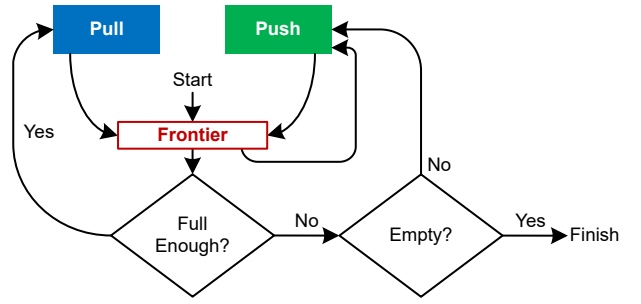 Pull
Push
Start
Frontier
Yes
Full
Enough?
No
Empty?
No
Yes
Finish